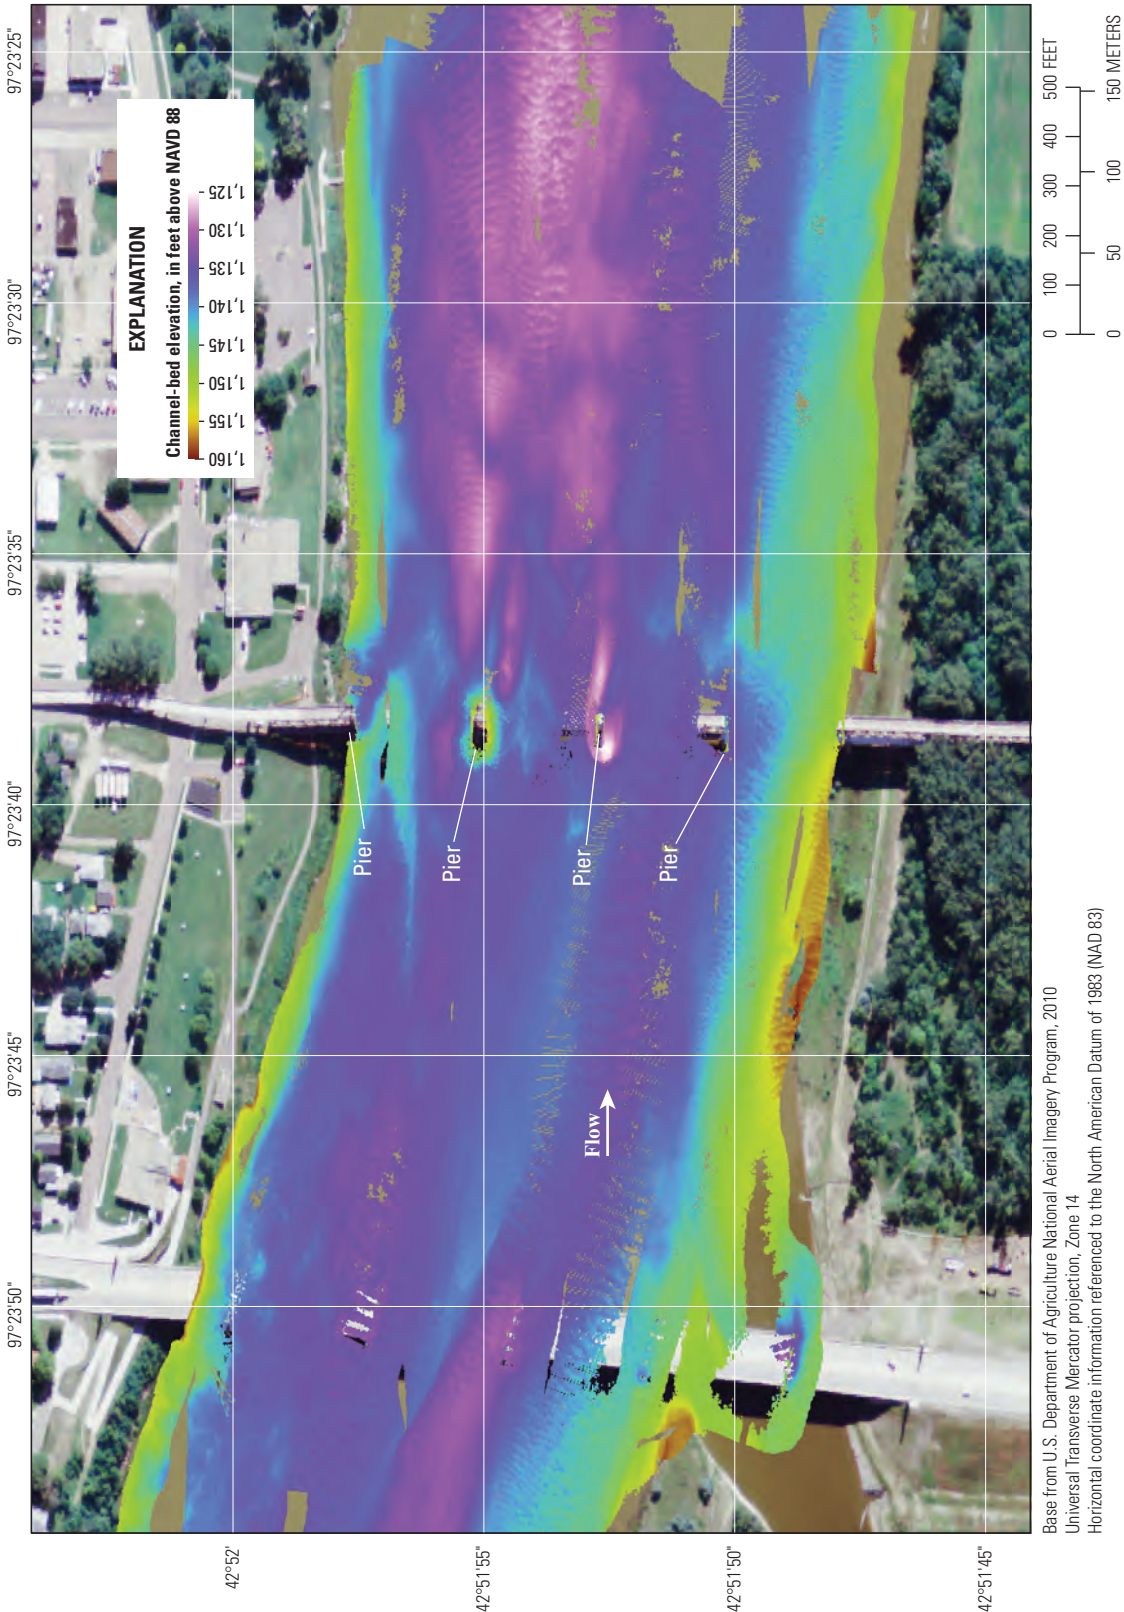 97°23'50"
97°23'45"
97°23'40"
97°23'35"
97°23'30"
97°23'25"
EXPLANATION
Channel-bed elevation, in feet above NAVD 88
1,160
1,155
1,150
1,145
1,140
1,135
1,130
1,125
42°52'
42°51'55"
42°51'50"
42°51'45"
Pier
Pier
Pier
Pier
Flow
Base from U.S. Department of Agriculture National Aerial Imagery Program, 2010
Universal Transverse Mercator projection, Zone 14
Horizontal coordinate information referenced to the North American Datum of 1983 (NAD 83)
0 100 200 300 400 500 FEET
0 50 100 150 METERS